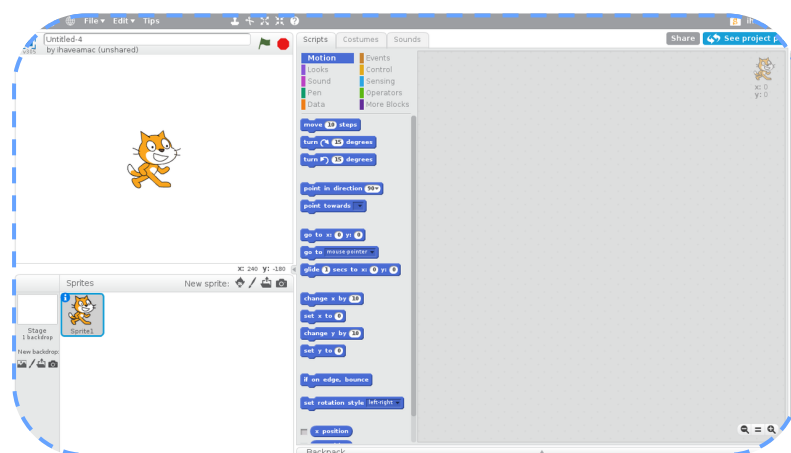 File▾ Edit▾ Tips
Untitled-4
by ihaveamac (unshared)
Scripts Costumes Sounds
Share See project p
Motion Events
Looks Control
Sound Sensing
Pen Operators
Data More Blocks
x: 0
y: 0
move 10 steps
turn 15 degrees
turn 15 degrees
point in direction 90▾
point towards
go to x: 0 y: 0
go to mouse-pointer
glide 1 secs to x: 0 y: 0
change x by 10
set x to 0
change y by 10
set y to 0
if on edge, bounce
set rotation style left-right
x position
X: 240 Y: -180
Sprites New sprite:
Sprite1
Stage
1 backdrop
New backdrop:
Backpack